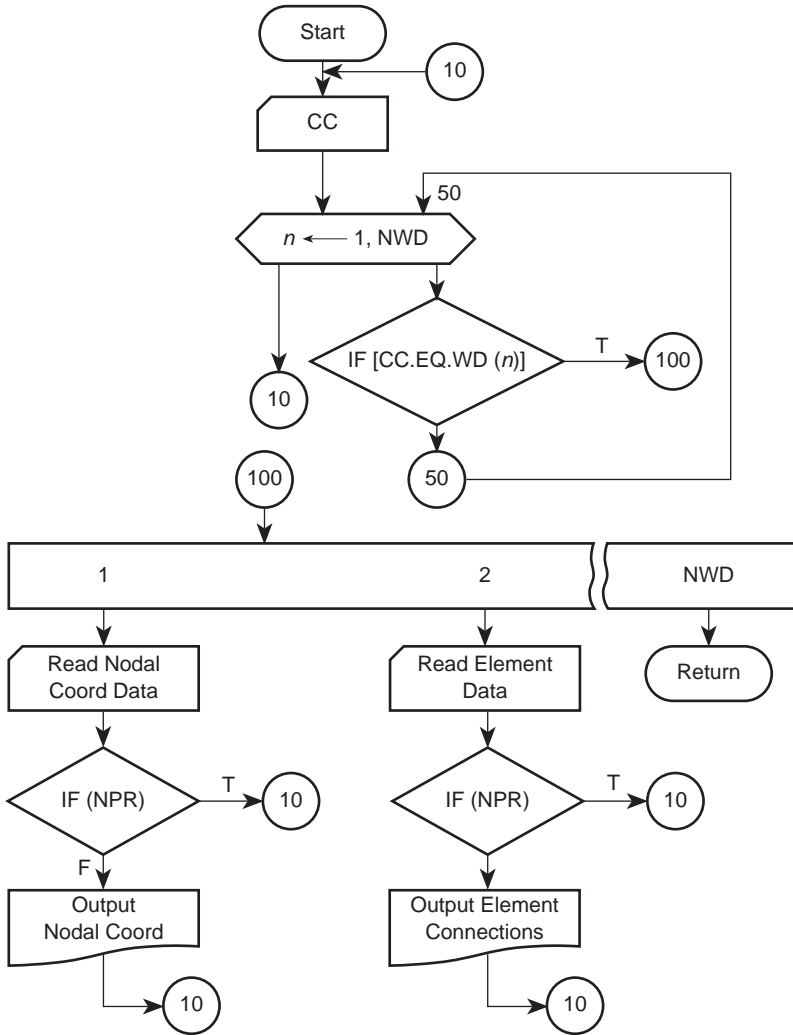 Start
10
CC
50
n ← 1, NWD
IF [CC.EQ.WD (n)]
T
100
10
50
100
1
2
NWD
Read Nodal
Coord Data
Read Element
Data
Return
IF (NPR)
T
10
IF (NPR)
T
10
F
Output
Nodal Coord
Output Element
Connections
10
10